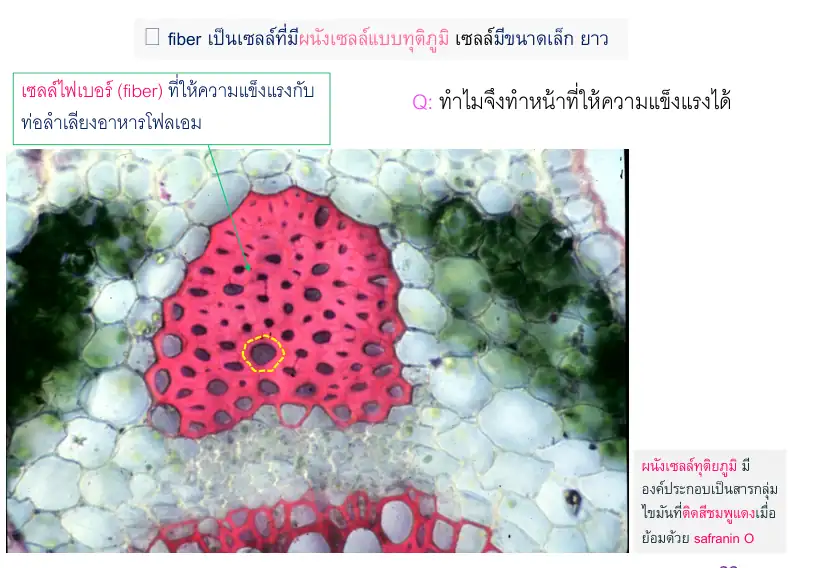 fiber เป็นเซลล์ที่มีผนังเซลล์แบบทุติภูมิ เซลล์มีขนาดเล็ก ยาว
เซลล์ไฟเบอร์ (fiber) ที่ให้ความแข็งแรงกับ
ท่อลำเลียงอาหารโฟลเอม
Q: ทำไมจึงทำหน้าที่ให้ความแข็งแรงได้
ผนังเซลล์ทุติยภูมิ มี
องค์ประกอบเป็นสารกลุ่ม
ไขมันที่ติดสีชมพูแดงเมื่อ
ย้อมด้วย safranin O